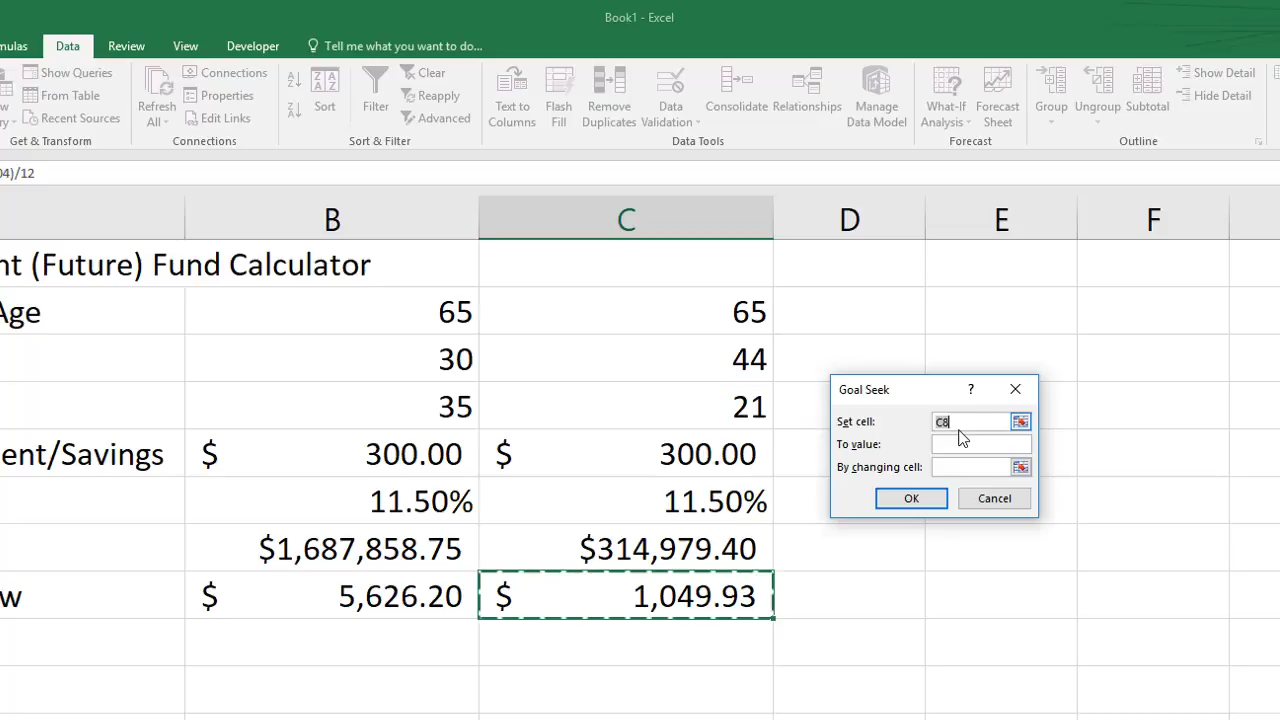 Book1 - Excel
mulas Data Review View Developer Tell me what you want to do...
Show Queries
From Table
Recent Sources
Get & Transform
Refresh All
Connections
Properties
Edit Links
Connections
Sort
Filter
Clear
Reapply
Advanced
Sort & Filter
Text to Columns
Flash Fill
Remove Duplicates
Data Validation
Consolidate
Relationships
Manage Data Model
Data Tools
What-If Analysis
Forecast Sheet
Forecast
Group
Ungroup
Subtotal
Show Detail
Hide Detail
Outline
04)/12
B C D E F
nt (Future) Fund Calculator
Age 65 65
30 44
35 21
ent/Savings $ 300.00 $ 300.00
11.50% 11.50%
$1,687,858.75 $314,979.40
w $ 5,626.20 $ 1,049.93
Goal Seek ?
Set cell: C8
To value:
By changing cell:
OK Cancel